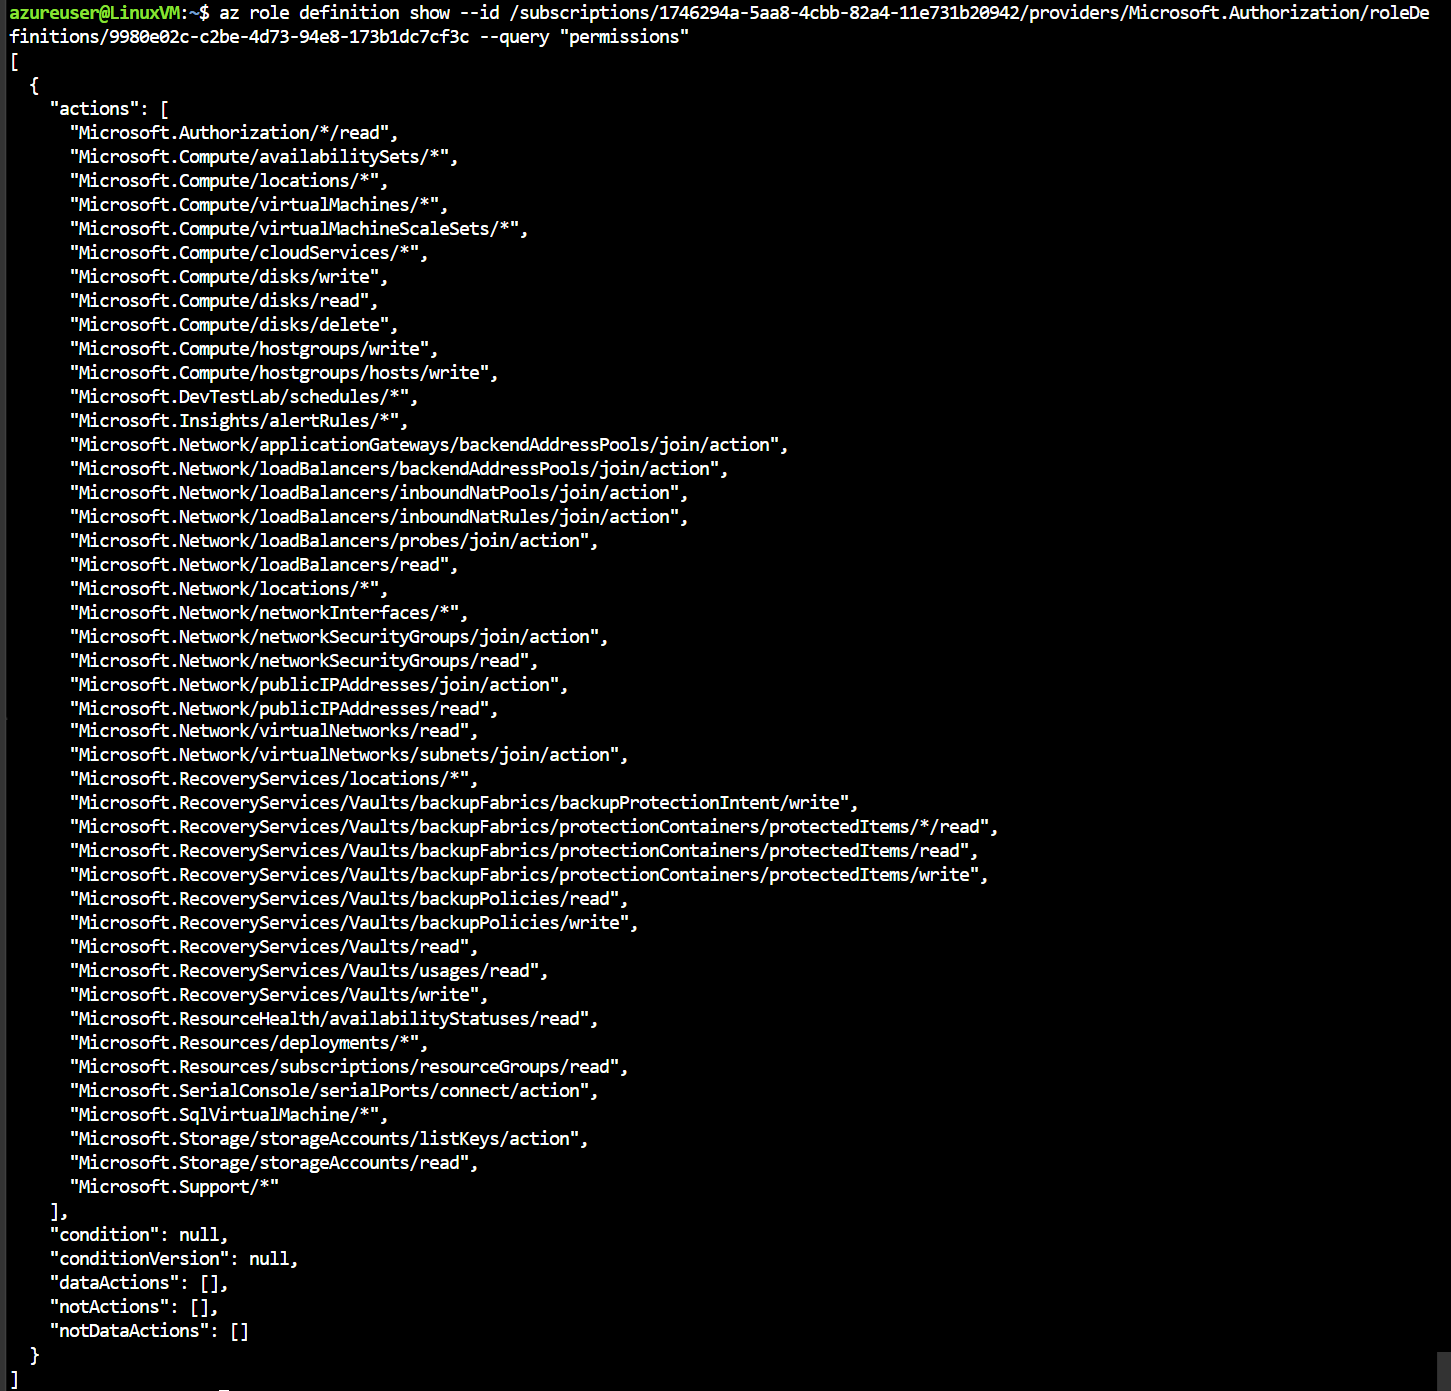 azureuser@LinuxVM:~$ az role definition show --id /subscriptions/1746294a-5aa8-4cbb-82a4-11e731b20942/providers/Microsoft.Authorization/roleDe
finitions/9980e02c-c2be-4d73-94e8-173b1dc7cf3c --query "permissions"
[
  {
    "actions": [
      "Microsoft.Authorization/*/read",
      "Microsoft.Compute/availabilitySets/*",
      "Microsoft.Compute/locations/*",
      "Microsoft.Compute/virtualMachines/*",
      "Microsoft.Compute/virtualMachineScaleSets/*",
      "Microsoft.Compute/cloudServices/*",
      "Microsoft.Compute/disks/write",
      "Microsoft.Compute/disks/read",
      "Microsoft.Compute/disks/delete",
      "Microsoft.Compute/hostgroups/write",
      "Microsoft.Compute/hostgroups/hosts/write",
      "Microsoft.DevTestLab/schedules/*",
      "Microsoft.Insights/alertRules/*",
      "Microsoft.Network/applicationGateways/backendAddressPools/join/action",
      "Microsoft.Network/loadBalancers/backendAddressPools/join/action",
      "Microsoft.Network/loadBalancers/inboundNatPools/join/action",
      "Microsoft.Network/loadBalancers/inboundNatRules/join/action",
      "Microsoft.Network/loadBalancers/probes/join/action",
      "Microsoft.Network/loadBalancers/read",
      "Microsoft.Network/locations/*",
      "Microsoft.Network/networkInterfaces/*",
      "Microsoft.Network/networkSecurityGroups/join/action",
      "Microsoft.Network/networkSecurityGroups/read",
      "Microsoft.Network/publicIPAddresses/join/action",
      "Microsoft.Network/publicIPAddresses/read",
      "Microsoft.Network/virtualNetworks/read",
      "Microsoft.Network/virtualNetworks/subnets/join/action",
      "Microsoft.RecoveryServices/locations/*",
      "Microsoft.RecoveryServices/Vaults/backupFabrics/backupProtectionIntent/write",
      "Microsoft.RecoveryServices/Vaults/backupFabrics/protectionContainers/protectedItems/*/read",
      "Microsoft.RecoveryServices/Vaults/backupFabrics/protectionContainers/protectedItems/read",
      "Microsoft.RecoveryServices/Vaults/backupFabrics/protectionContainers/protectedItems/write",
      "Microsoft.RecoveryServices/Vaults/backupPolicies/read",
      "Microsoft.RecoveryServices/Vaults/backupPolicies/write",
      "Microsoft.RecoveryServices/Vaults/read",
      "Microsoft.RecoveryServices/Vaults/usages/read",
      "Microsoft.RecoveryServices/Vaults/write",
      "Microsoft.ResourceHealth/availabilityStatuses/read",
      "Microsoft.Resources/deployments/*",
      "Microsoft.Resources/subscriptions/resourceGroups/read",
      "Microsoft.SerialConsole/serialPorts/connect/action",
      "Microsoft.SqlVirtualMachine/*",
      "Microsoft.Storage/storageAccounts/listKeys/action",
      "Microsoft.Storage/storageAccounts/read",
      "Microsoft.Support/*"
    ],
    "condition": null,
    "conditionVersion": null,
    "dataActions": [],
    "notActions": [],
    "notDataActions": []
  }
]